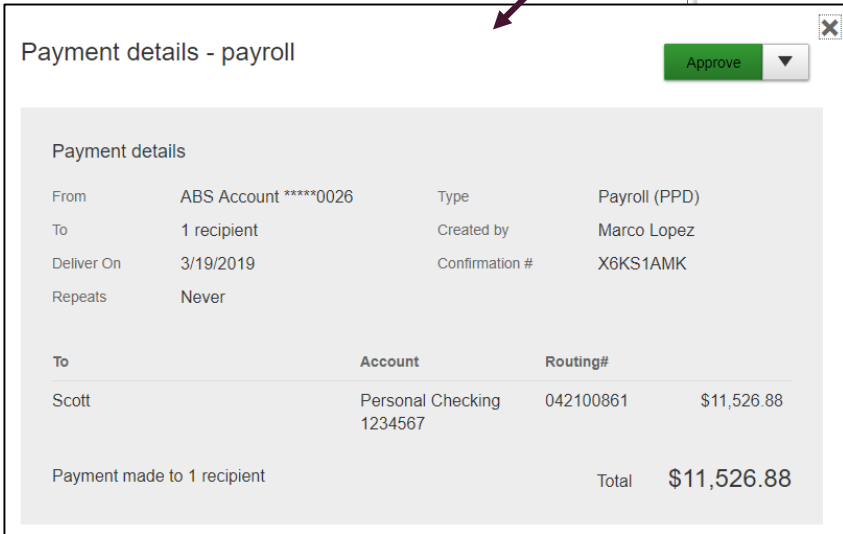 Payment details - payroll
Approve
Payment details
From ABS Account *****0026 Type Payroll (PPD)
To 1 recipient Created by Marco Lopez
Deliver On 3/19/2019 Confirmation # X6KS1AMK
Repeats Never
To Account Routing#
Scott Personal Checking 042100861 $11,526.88
1234567
Payment made to 1 recipient Total $11,526.88